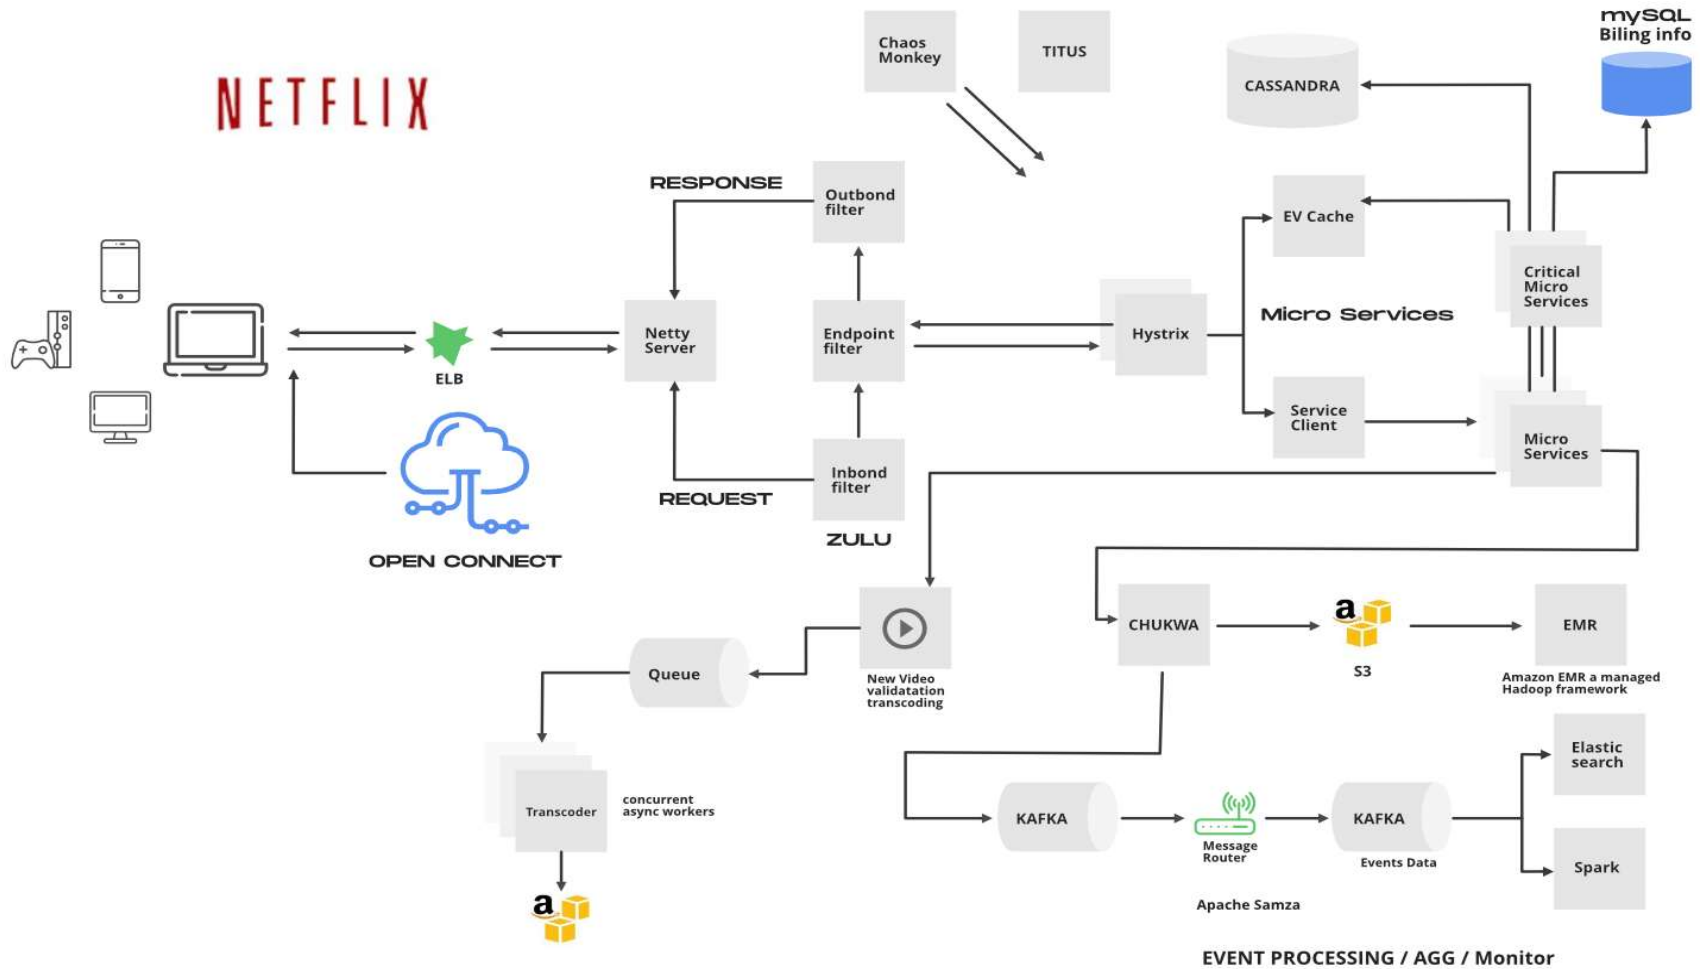 mySQL
Biling info
Chaos
Monkey
TITUS
CASSANDRA
NETFLIX
RESPONSE
Outbond
filter
EV Cache
Critical
Micro
Services
Micro Services
Netty
Server
Endpoint
filter
Hystrix
ELB
Service
Client
Micro
Services
Inbond
filter
REQUEST
ZULU
OPEN CONNECT
CHUKWA
a
S3
EMR
Amazon EMR a managed
Hadoop framework
New Video
validatation
transcoding
Queue
Elastic
search
Transcoder
concurrent
async workers
KAFKA
Message
Router
KAFKA
Events Data
Spark
Apache Samza
a
EVENT PROCESSING / AGG / Monitor